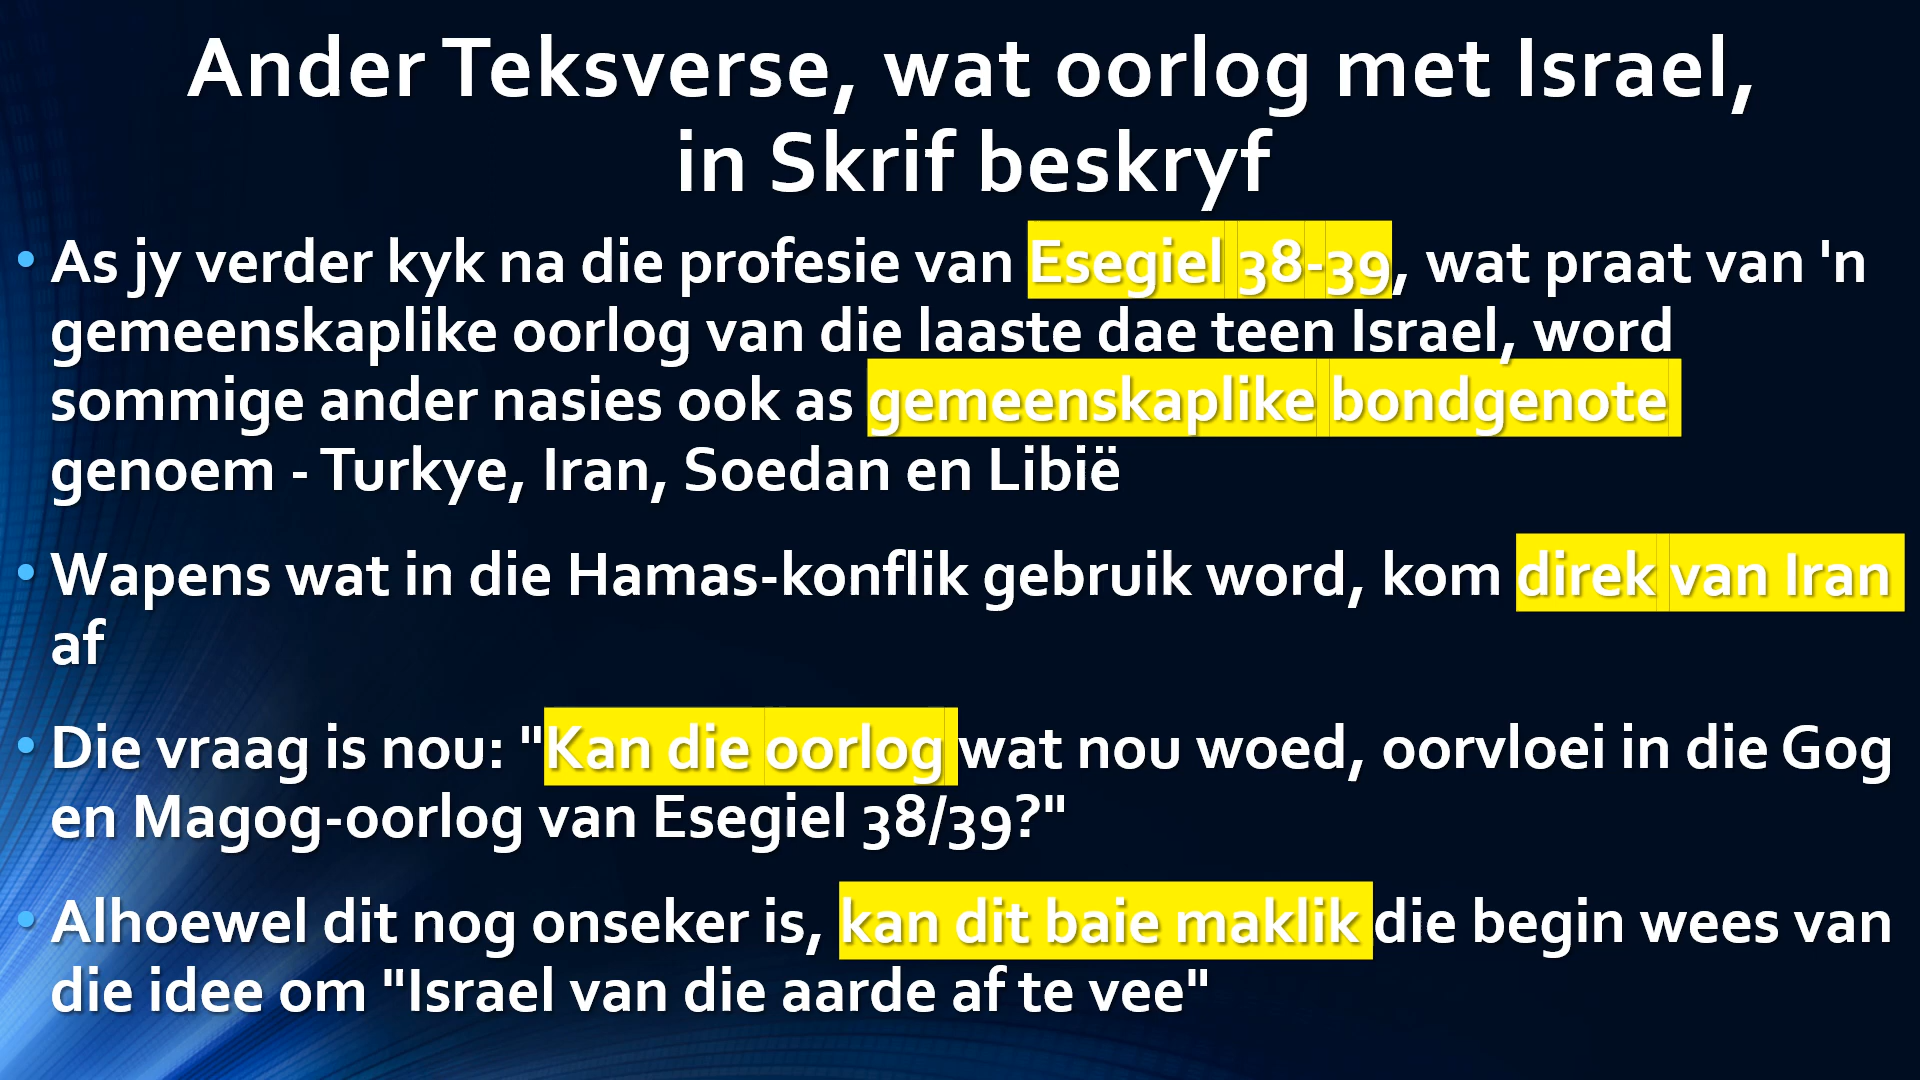 Ander Teksverse, wat oorlog met Israel,
in Skrif beskryf
• As jy verder kyk na die profesie van Esegiel 38-39, wat praat van 'n
gemeenskaplike oorlog van die laaste dae teen Israel, word
sommige ander nasies ook as gemeenskaplike bondgenote
genoem - Turkye, Iran, Soedan en Libië
• Wapens wat in die Hamas-konflik gebruik word, kom direk van Iran
af
• Die vraag is nou: "Kan die oorlog wat nou woed, oorvloei in die Gog
en Magog-oorlog van Esegiel 38/39?"
• Alhoewel dit nog onseker is, kan dit baie maklik die begin wees van
die idee om "Israel van die aarde af te vee"